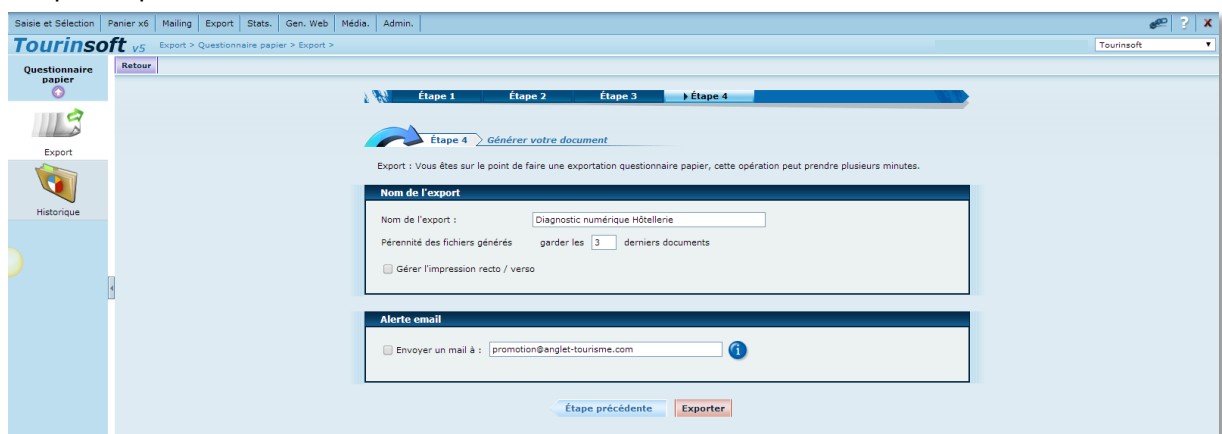 Saisie et Sélection Panier x6 Mailing Export Stats. Gen. Web Média. Admin. ? X
Tourinsoft v5 Export > Questionnaire papier > Export > Tourinsoft
Questionnaire papier
Retour
Export
Historique
Étape 1 Étape 2 Étape 3 Étape 4
Étape 4 Générer votre document
Export : Vous êtes sur le point de faire une exportation questionnaire papier, cette opération peut prendre plusieurs minutes.
Nom de l'export
Nom de l'export : Diagnostic numérique Hôtellerie
Pérennité des fichiers générés garder les 3 derniers documents
Gérer l'impression recto / verso
Alerte email
Envoyer un mail à : promotion@anglet-tourisme.com i
Étape précédente Exporter